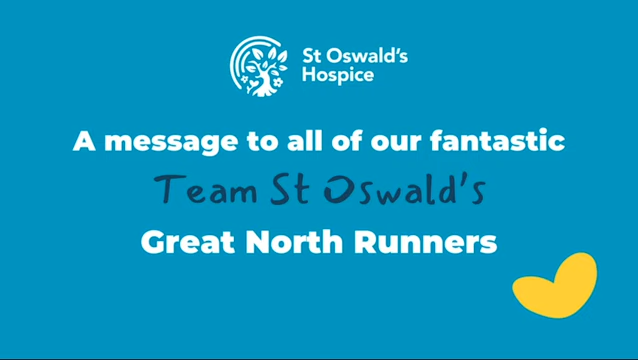 St Oswald's
Hospice
A message to all of our fantastic
Team St Oswald's
Great North Runners